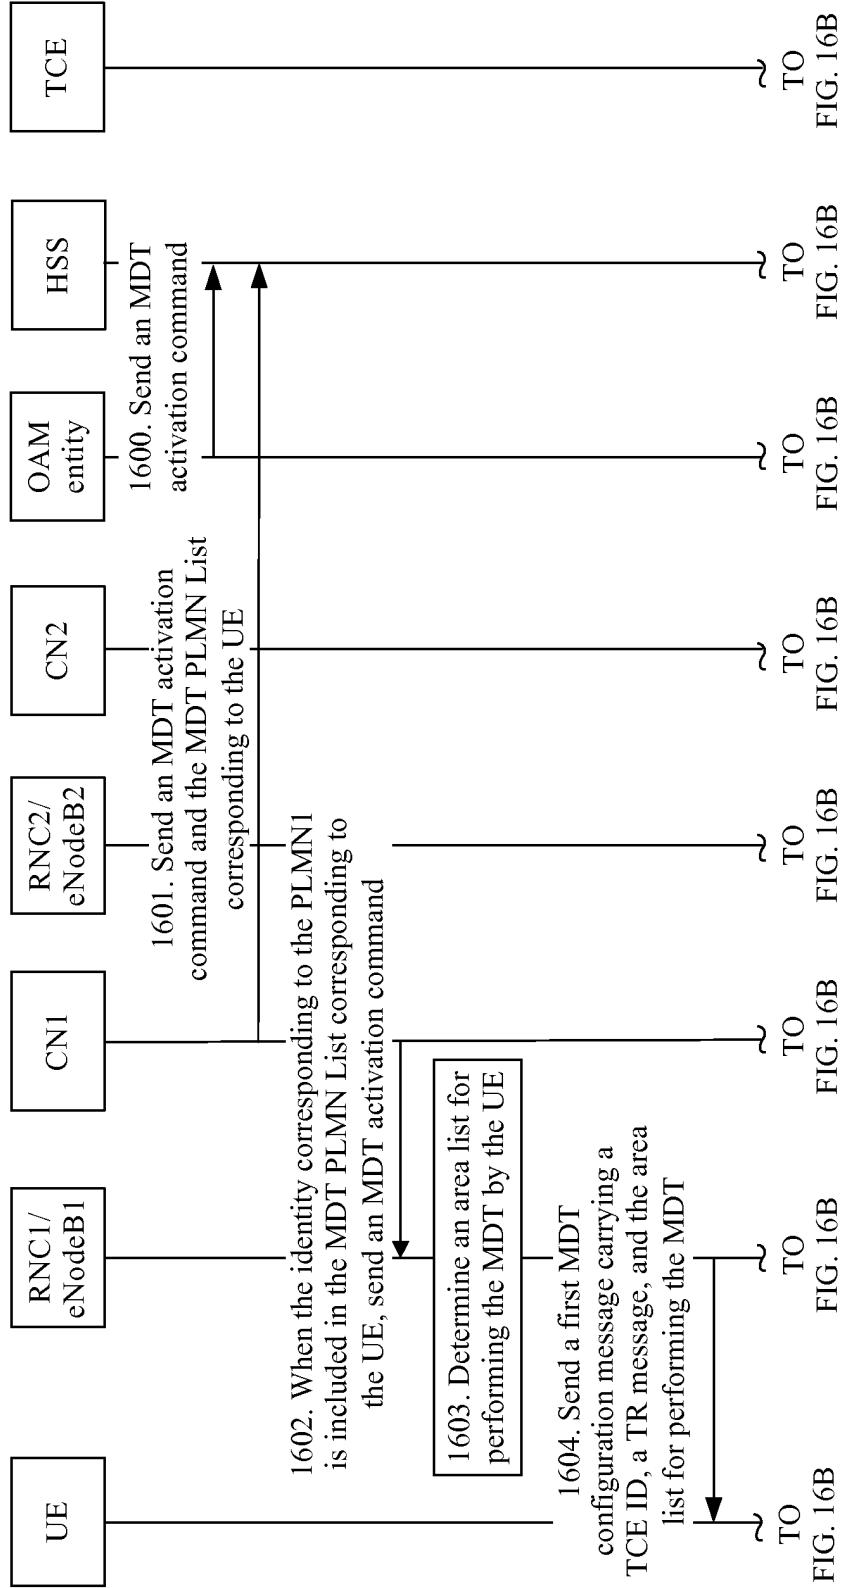 UE
RNC1/
eNodeB1
CN1
RNC2/
eNodeB2
CN2
OAM
entity
HSS
TCE
1600. Send an MDT
activation command
1601. Send an MDT activation
command and the MDT PLMN List
corresponding to the UE
1602. When the identity corresponding to the PLMN1
is included in the MDT PLMN List corresponding to
the UE, send an MDT activation command
1603. Determine an area list for
performing the MDT by the UE
1604. Send a first MDT
configuration message carrying a
TCE ID, a TR message, and the area
list for performing the MDT
TO
FIG. 16B
TO
FIG. 16B
TO
FIG. 16B
TO
FIG. 16B
TO
FIG. 16B
TO
FIG. 16B
TO
FIG. 16B
TO
FIG. 16B